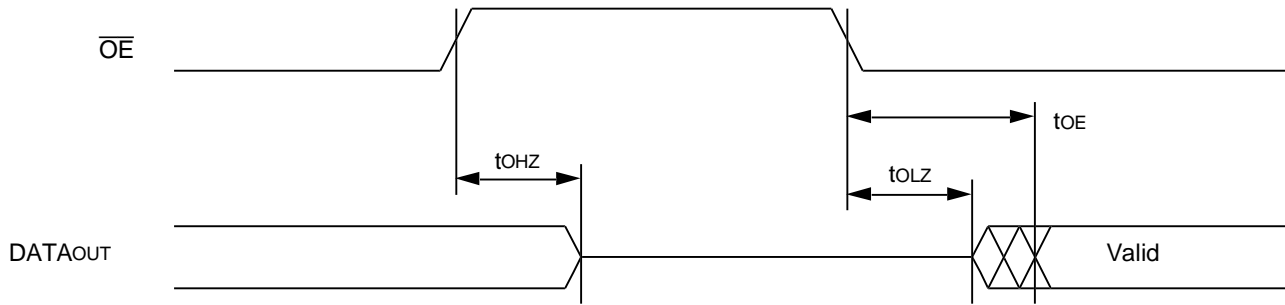 OE
tOE
tOHZ
tOLZ
DATAOUT
Valid